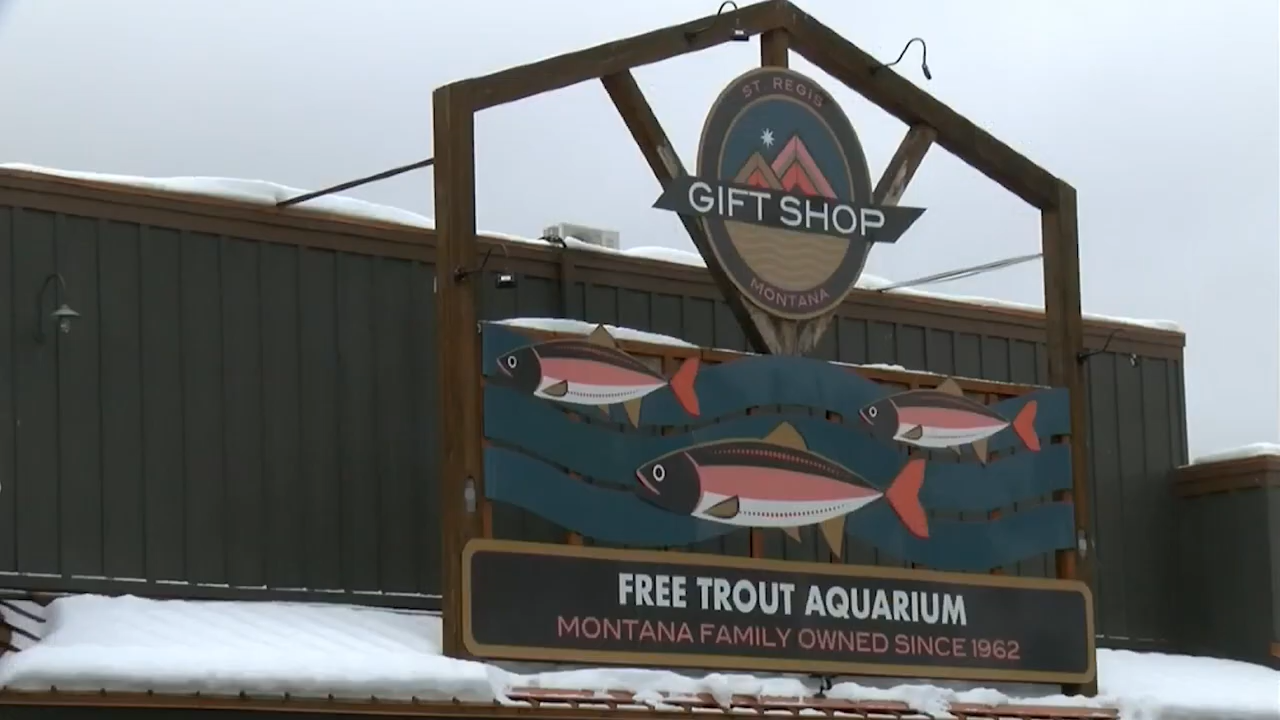 ST. REGIS
GIFT SHOP
MONTANA
FREE TROUT AQUARIUM
MONTANA FAMILY OWNED SINCE 1962